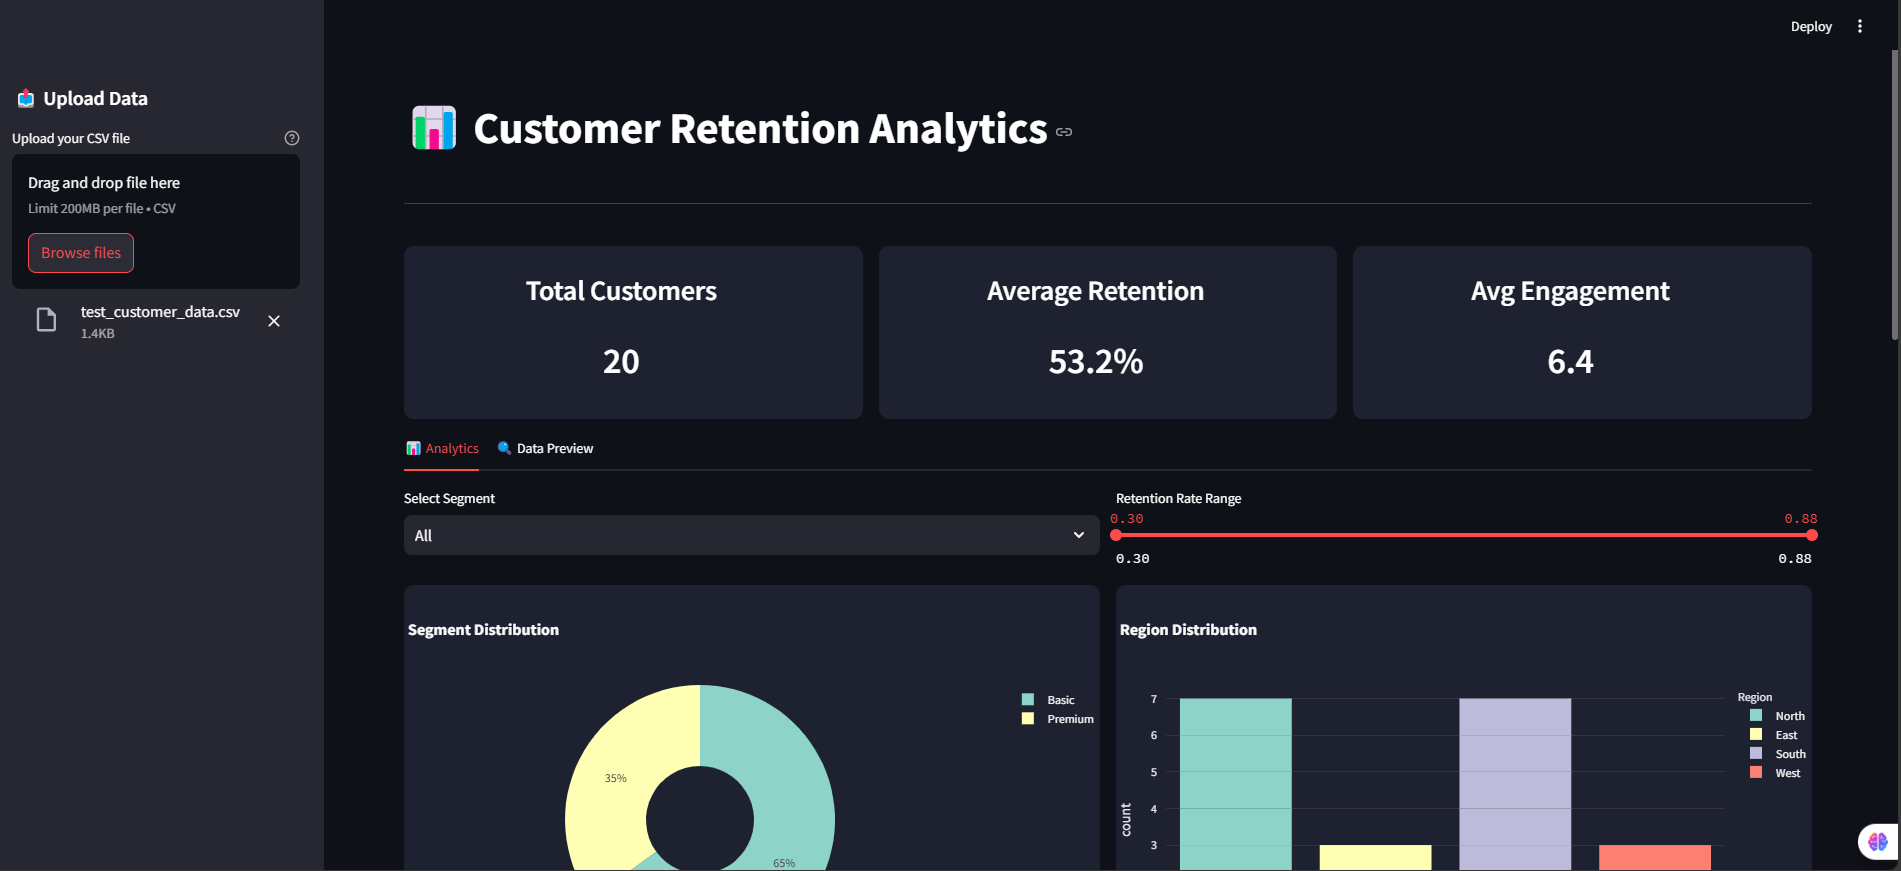 Deploy
Upload Data
Upload your CSV file
Drag and drop file here
Limit 200MB per file • CSV
Browse files
test_customer_data.csv
1.4KB
Customer Retention Analytics
Total Customers
20
Average Retention
53.2%
Avg Engagement
6.4
Analytics
Data Preview
Select Segment
All
Retention Rate Range
0.30
0.88
0.30
0.88
Segment Distribution
Basic
Premium
35%
65%
Region Distribution
7
6
5
4
3
count
Region
North
East
South
West